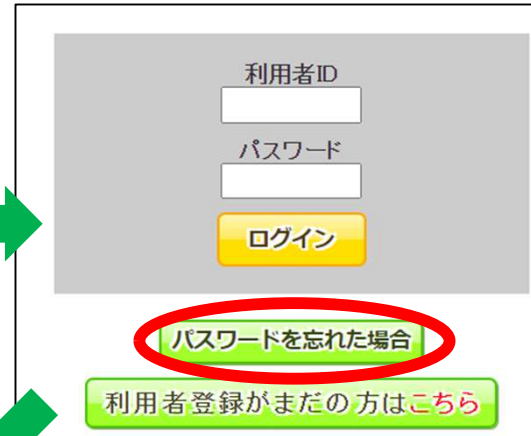 利用者ID
パスワード
ログイン
パスワードを忘れた場合
利用者登録がまだの方はこちら